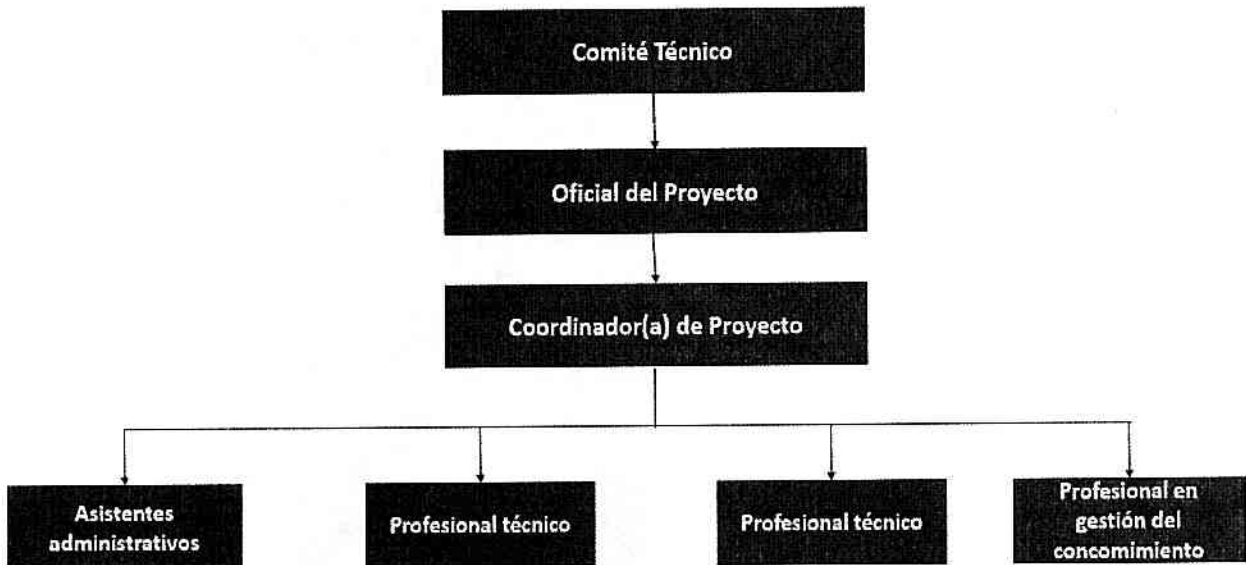 Comité Técnico
Oficial del Proyecto
Coordinador(a) de Proyecto
Asistentes
administrativos
Profesional técnico
Profesional técnico
Profesional en
gestión del
concomimiento